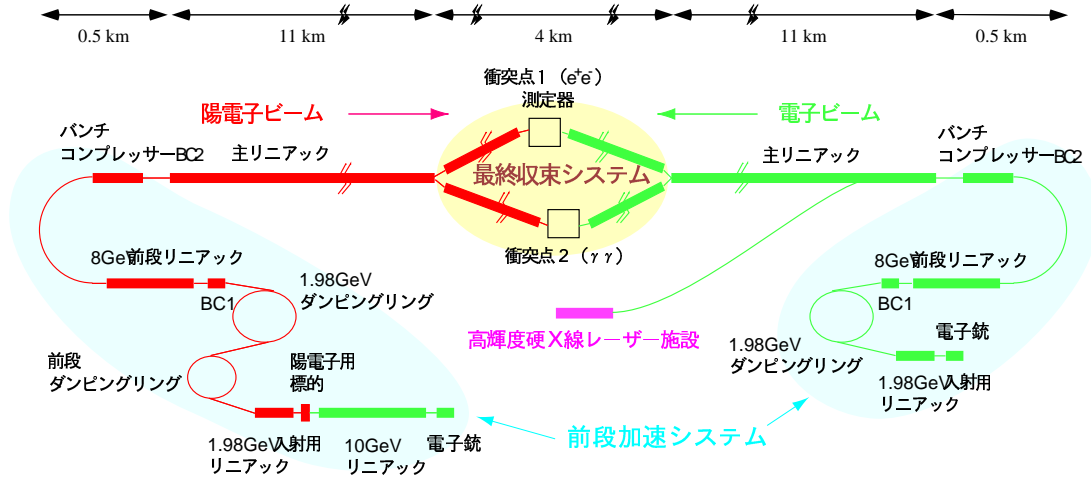 0.5 km
11 km
4 km
11 km
0.5 km
衝突点1（e⁺e⁻）
測定器
陽電子ビーム
電子ビーム
バンチ
コンプレッサーBC2
主リニアック
主リニアック
バンチ
コンプレッサーBC2
最終収束システム
衝突点2（γγ）
8GeV前段リニアック
BC1
1.98GeV
ダンピングリング
8GeV前段リニアック
BC1
高輝度硬X線レーザー施設
電子銃
1.98GeV
ダンピングリング
前段
ダンピングリング
陽電子用
標的
1.98GeV入射用
リニアック
1.98GeV入射用
リニアック
10GeV
リニアック
電子銃
前段加速システム